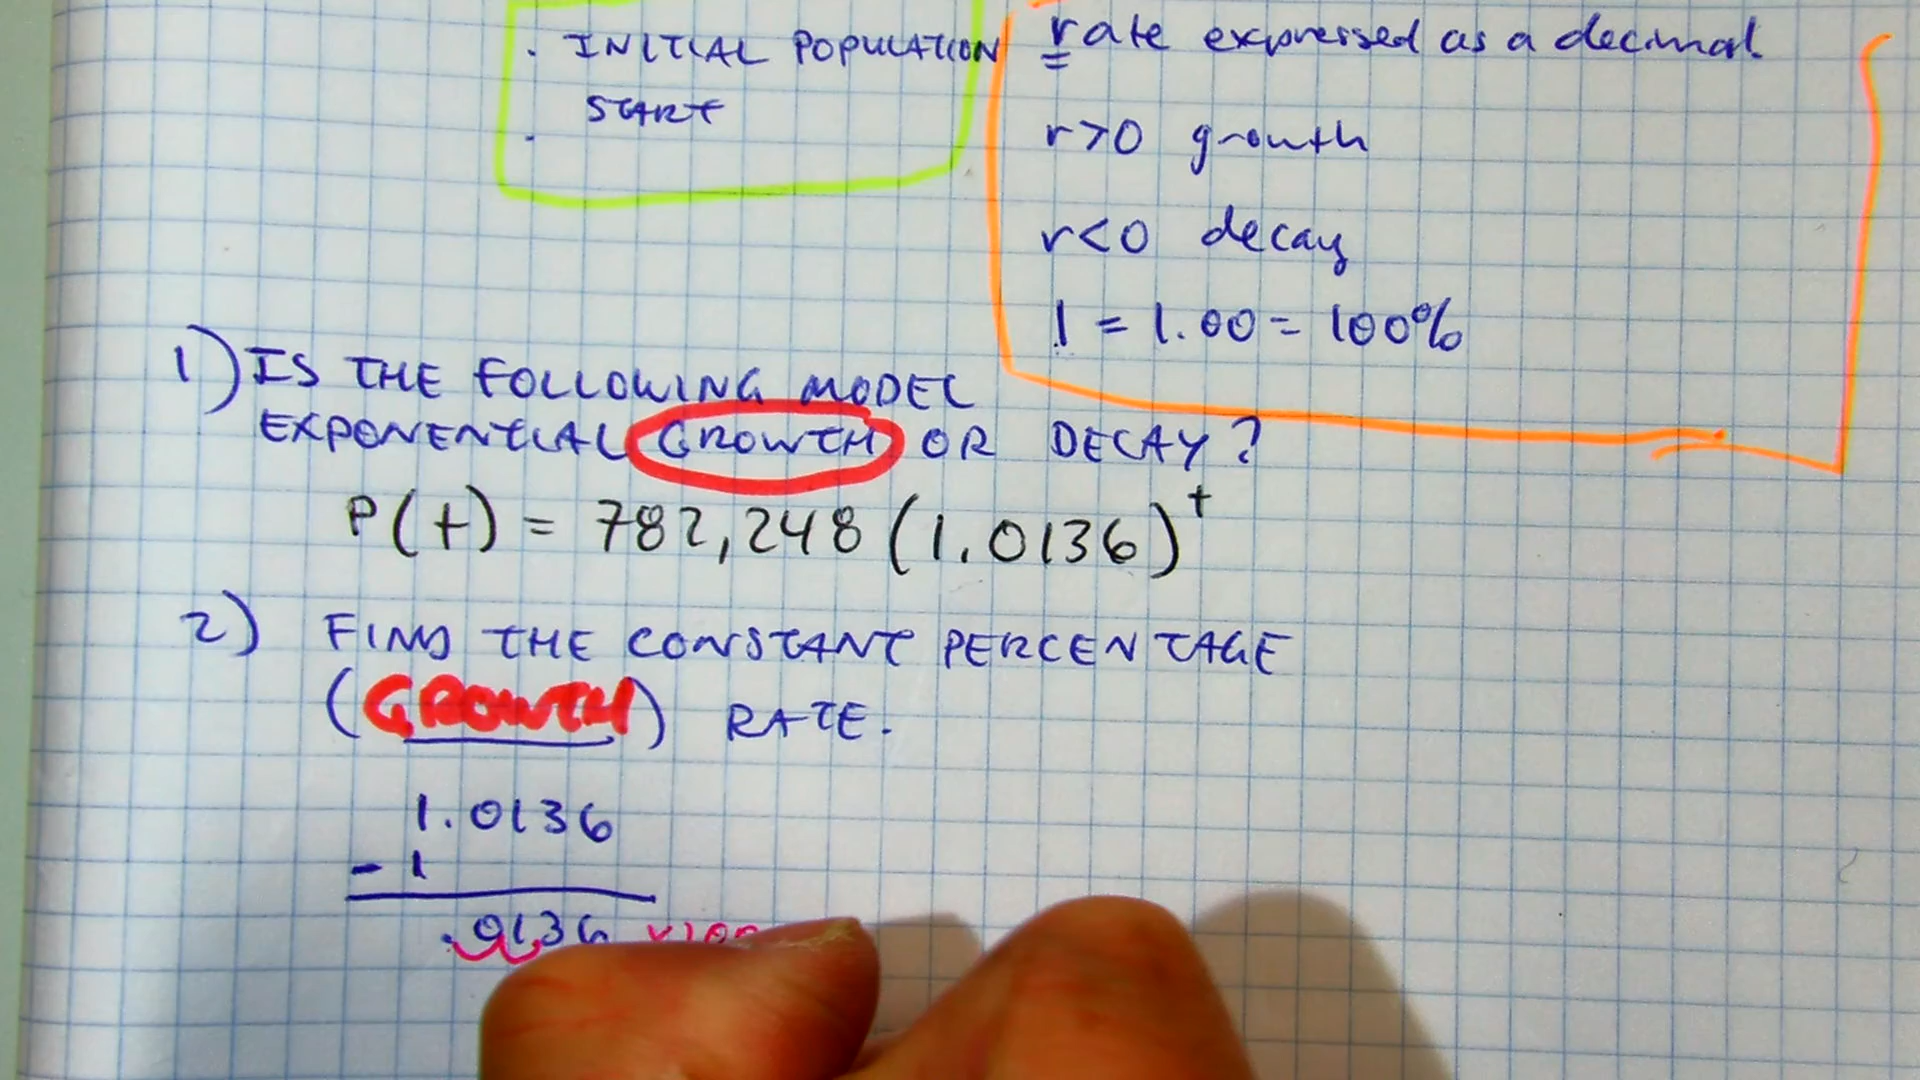 . INITIAL POPULATION
START
.
rate expressed as a decimal
r>0 growth
r<0 decay
1 = 1.00 = 100%
1) IS THE FOLLOWING MODEL
EXPONENTIAL GROWTH OR DECAY?
P(t) = 782,248 (1.0136)^t
2) FIND THE CONSTANT PERCENTAGE
(GROWTH) RATE.
1.0136
- 1
.0136 x100